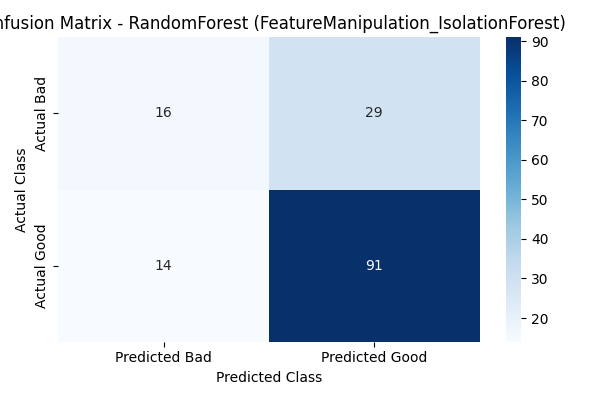 nfusion Matrix - RandomForest (FeatureManipulation_IsolationForest)
Actual Class
Actual Bad
Actual Good
16
29
14
91
Predicted Bad
Predicted Good
Predicted Class
90
80
70
60
50
40
30
20